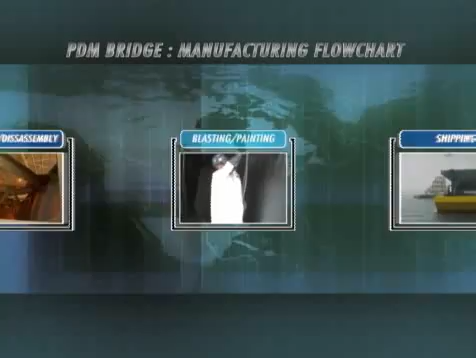 PDM BRIDGE : MANUFACTURING FLOWCHART
/DISSASSEMBLY
BLASTING/PAINTING
SHIPPING